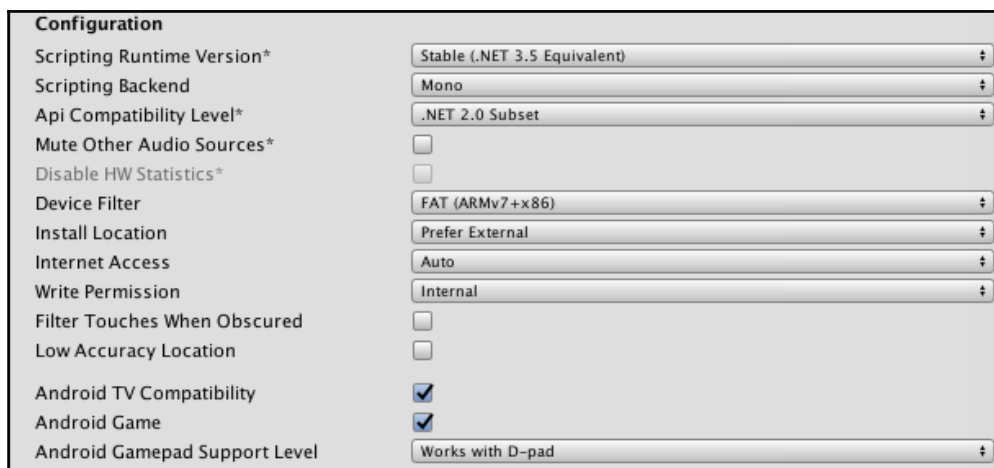 Configuration
Scripting Runtime Version* Stable (.NET 3.5 Equivalent)
Scripting Backend Mono
Api Compatibility Level* .NET 2.0 Subset
Mute Other Audio Sources*
Disable HW Statistics*
Device Filter FAT (ARMv7+x86)
Install Location Prefer External
Internet Access Auto
Write Permission Internal
Filter Touches When Obscured
Low Accuracy Location
Android TV Compatibility
Android Game
Android Gamepad Support Level Works with D-pad